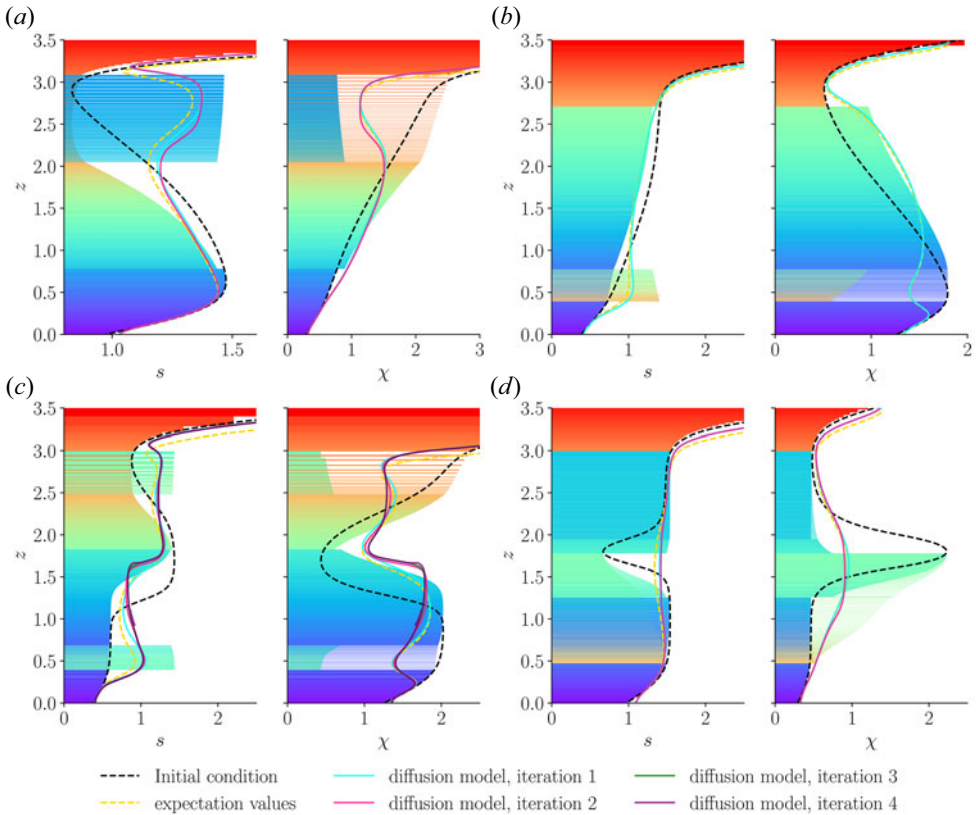 (a)
(b)
3.5
3.0
2.5
2.0
1.5
1.0
0.5
0.0
z
1.0 1.5
s
0 1 2 3
χ
3.5
3.0
2.5
2.0
1.5
1.0
0.5
0.0
z
0 1 2
s
0 1 2
χ
(c)
(d)
3.5
3.0
2.5
2.0
1.5
1.0
0.5
0.0
z
0 1 2
s
0 1 2
χ
3.5
3.0
2.5
2.0
1.5
1.0
0.5
0.0
z
0 1 2
s
0 1 2
χ
Initial condition
expectation values
diffusion model, iteration 1
diffusion model, iteration 2
diffusion model, iteration 3
diffusion model, iteration 4